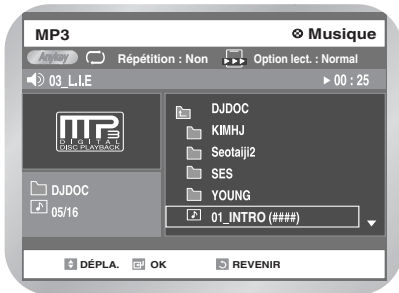 MP3 Musique
Anykey Répétition : Non Option lect. : Normal
03_L.I.E 00 : 25
DJDOC
KIMHJ
Seotaiji2
SES
YOUNG
01_INTRO (####)
MP3
DIGITAL
DISC PLAYBACK
DJDOC
05/16
DÉPLA. OK REVENIR